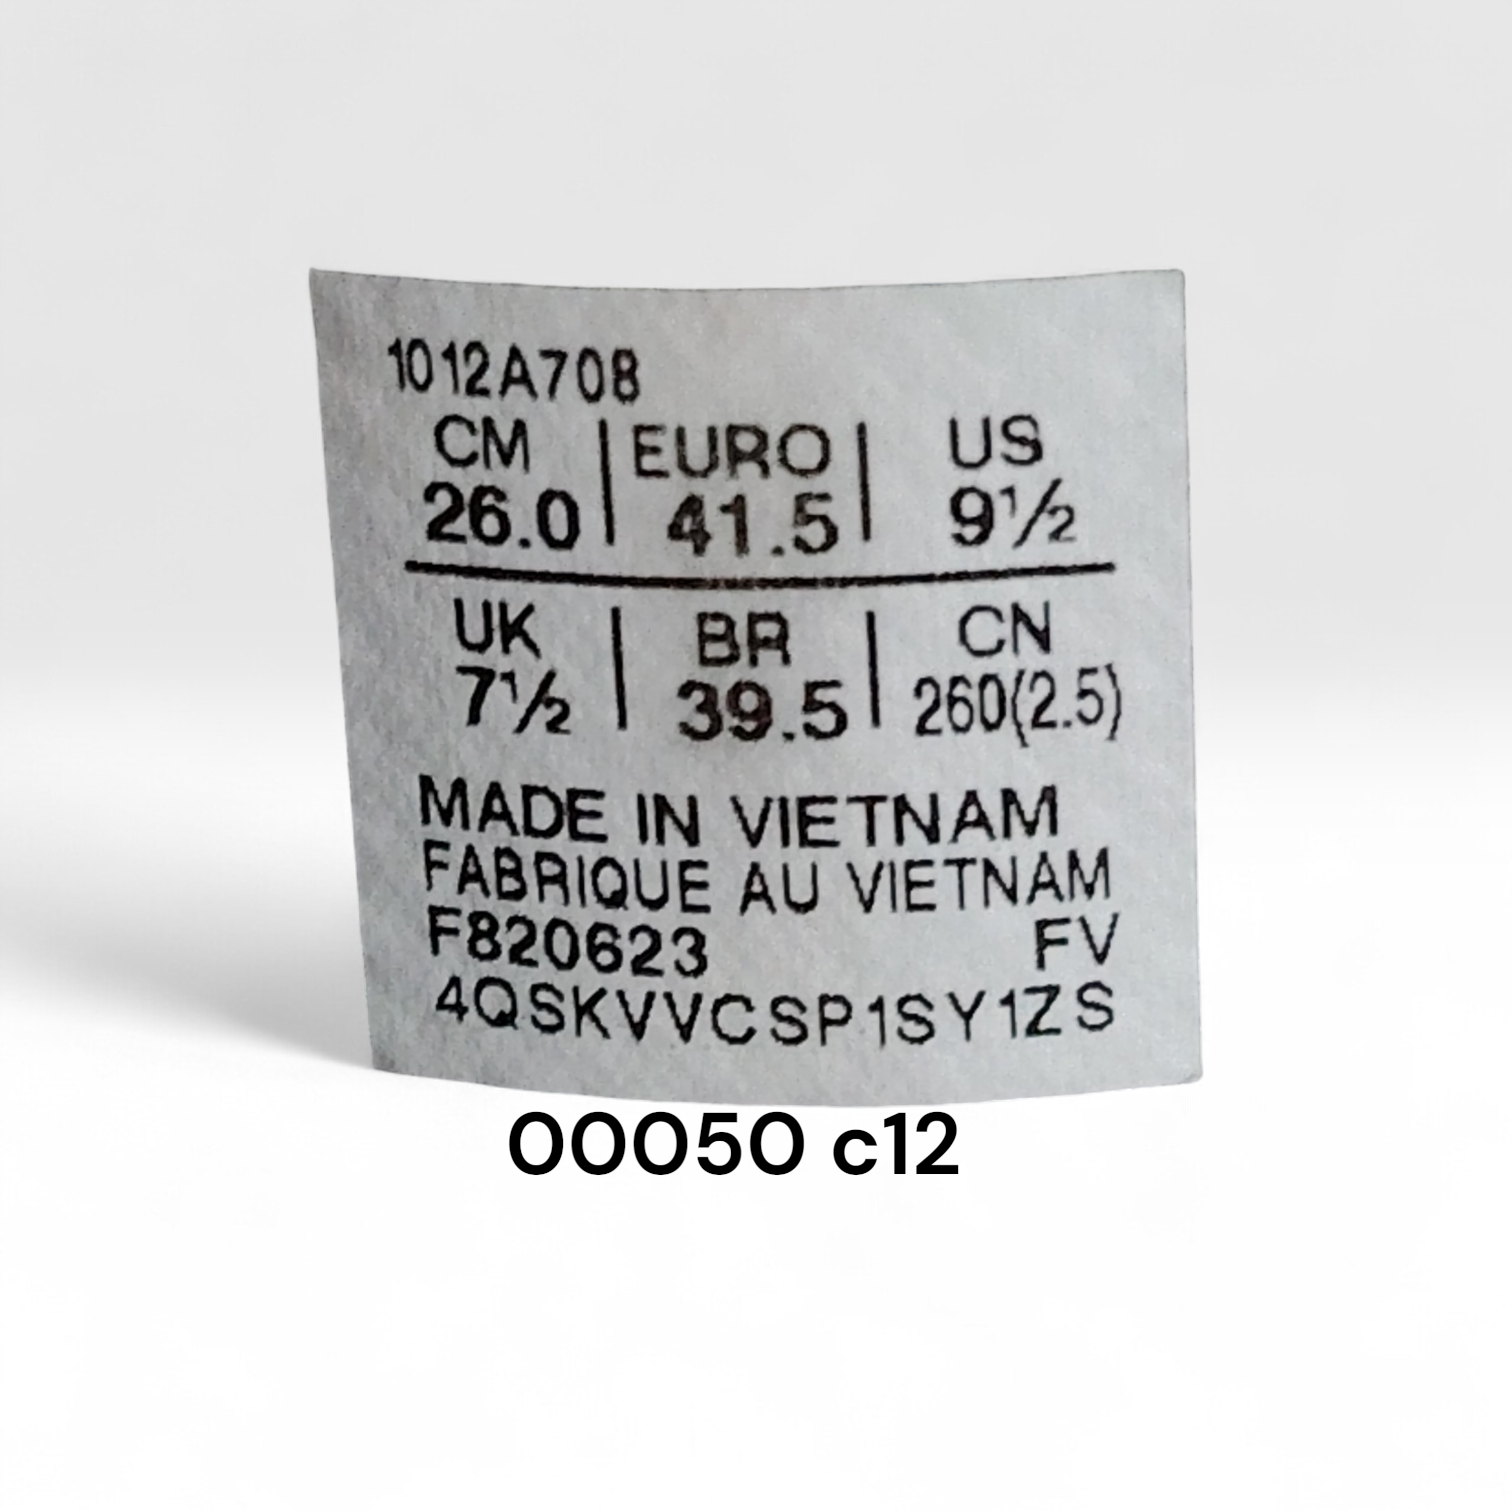 1012A708
CM | EURO | US
26.0 | 41.5 | 9½
UK | BR | CN
7½ | 39.5 | 260(2.5)
MADE IN VIETNAM
FABRIQUE AU VIETNAM
F820623 FV
4QSKVVCSP1SY1ZS
00050 c12